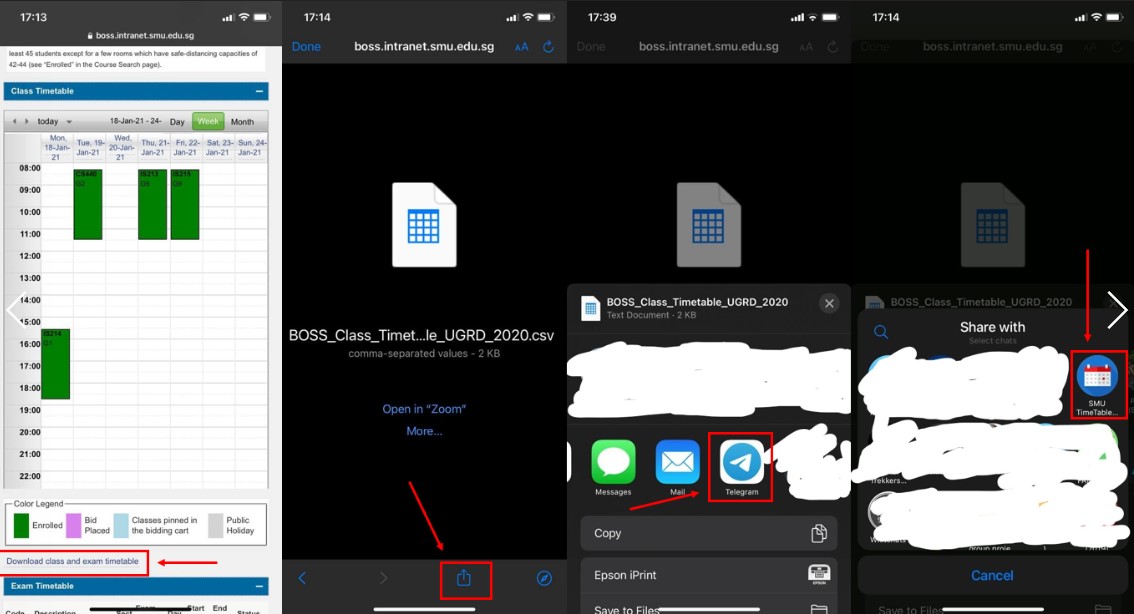 17:13
boss.intranet.smu.edu.sg
least 45 students except for a few rooms which have safe-distancing capacities of
42-44 (see "Enrolled" in the Course Search page).
Class Timetable
today
18-Jan-21 - 24-
Day
Week
Month
Mon, 18-Jan-21
Tue, 19-Jan-21
Wed, 20-Jan-21
Thu, 21-Jan-21
Fri, 22-Jan-21
Sat, 23-Jan-21
Sun, 24-Jan-21
08:00
CS440
G2
IS213
IS215
09:00
10:00
11:00
12:00
13:00
14:00
15:00
G1
16:00
17:00
18:00
19:00
20:00
21:00
22:00
Color Legend
Enrolled
Bid Placed
Classes pinned in the bidding cart
Public Holiday
Download class and exam timetable
Exam Timetable
Code Description Sect Exam Day Start End Status
17:14
Done
boss.intranet.smu.edu.sg
AA
BOSS_Class_Timet...le_UGRD_2020.csv
comma-separated values - 2 KB
Open in "Zoom"
More...
17:39
Done
boss.intranet.smu.edu.sg
AA
BOSS_Class_Timetable_UGRD_2020
Text Document · 2 KB
Messages
Mail
Telegram
Copy
Epson iPrint
EPSON
Save to Files
17:14
Done
boss.intranet.smu.edu.sg
AA
BOSS_Class_Timetable_UGRD_2020
Share with
Select chats
SMU
TimeTable...
Trekkers...
group proje
Cancel
Save to Files